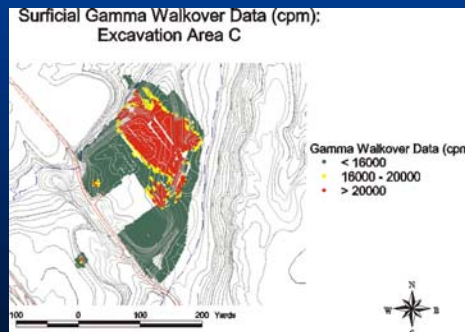 Surficial Gamma Walkover Data (cpm):
Excavation Area C
Gamma Walkover Data (cpm
< 16000
16000 - 20000
> 20000
100 0 100 200
Yards
N
W E
S